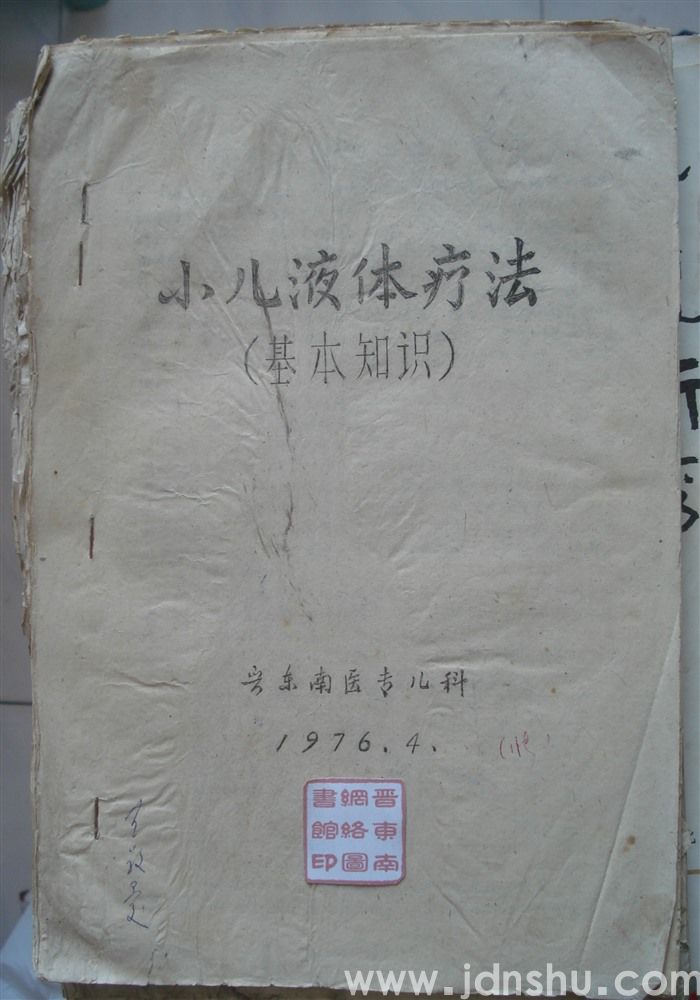 小儿液体疗法
(基本知识)
晋东南医专儿科
1976.4.
晋東南
網絡圖
書館印
www.jdnshu.com